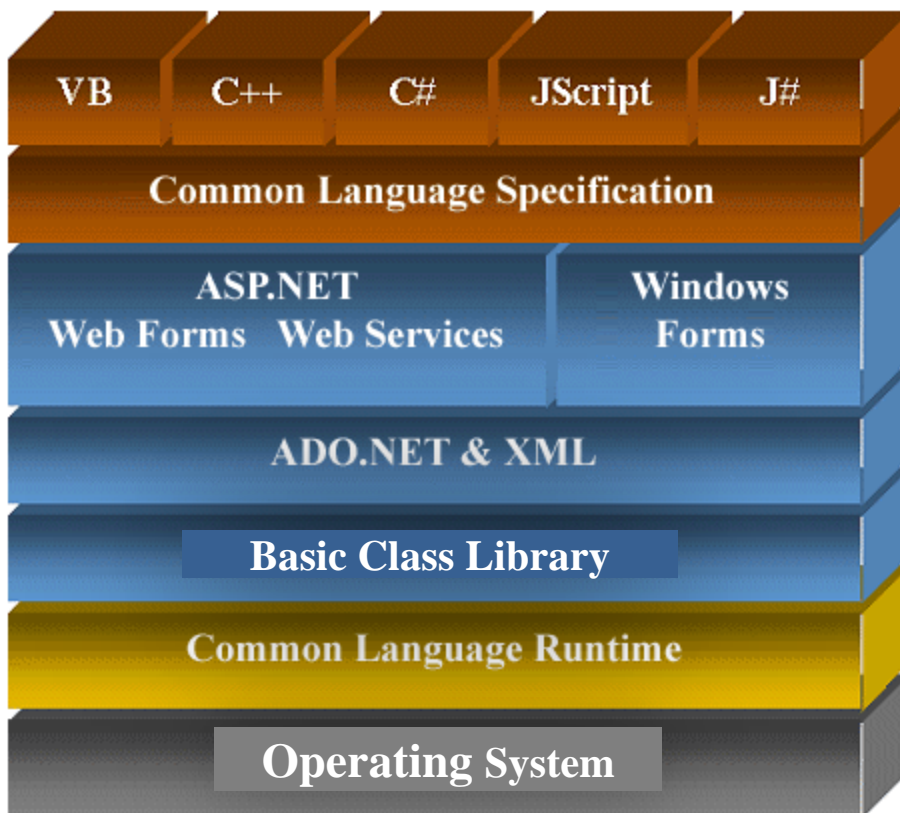 VB C++ C# JScript J#
Common Language Specification
ASP.NET
Web Forms Web Services
Windows
Forms
ADO.NET & XML
Basic Class Library
Common Language Runtime
Operating System